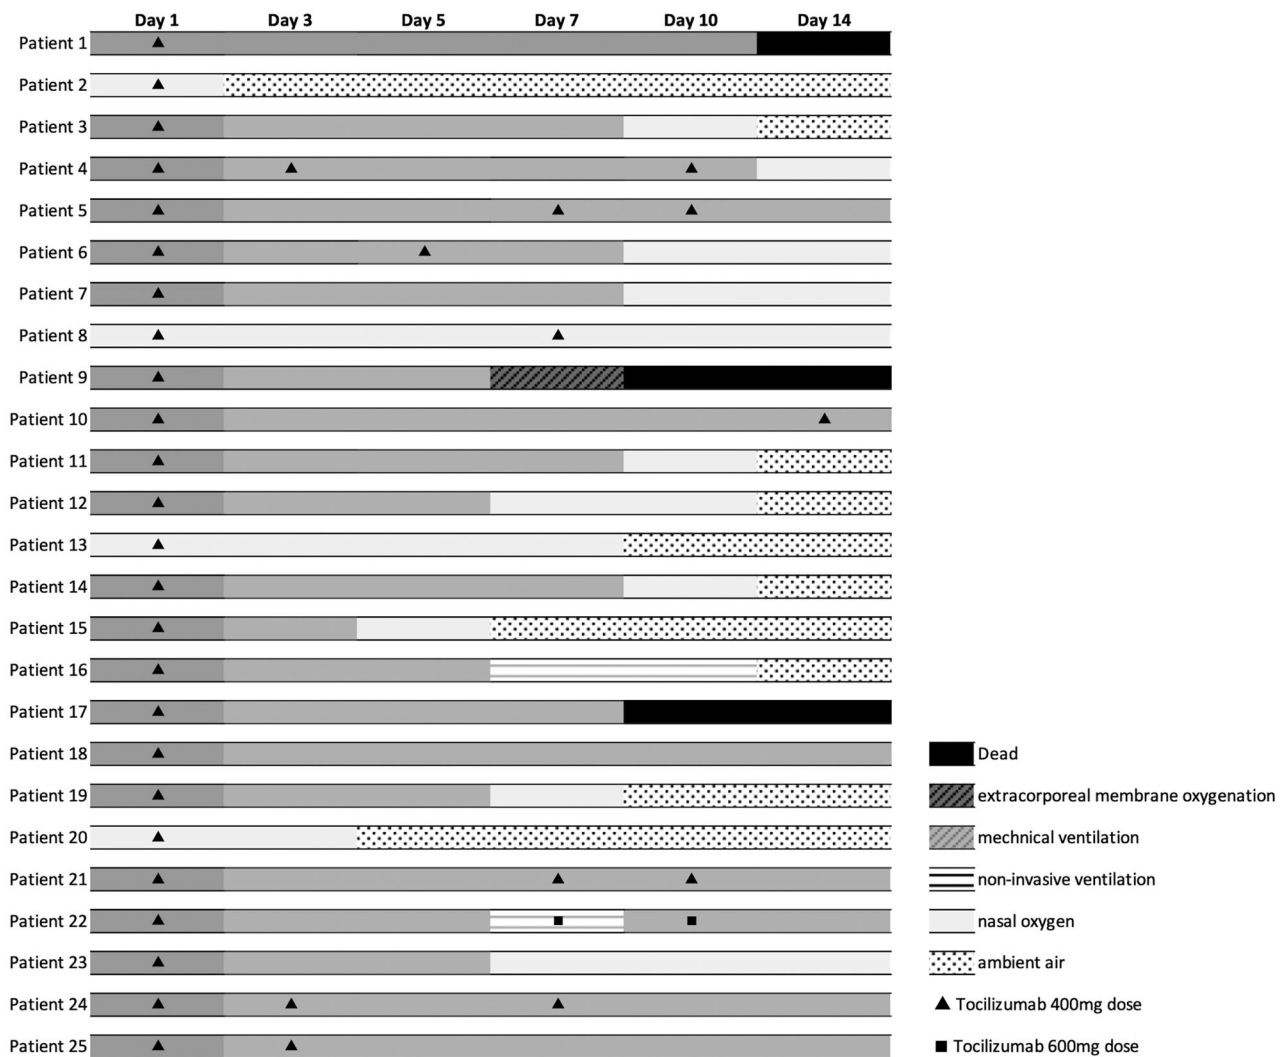 Day 1 Day 3 Day 5 Day 7 Day 10 Day 14
Patient 1
Patient 2
Patient 3
Patient 4
Patient 5
Patient 6
Patient 7
Patient 8
Patient 9
Patient 10
Patient 11
Patient 12
Patient 13
Patient 14
Patient 15
Patient 16
Patient 17
Patient 18
Patient 19
Patient 20
Patient 21
Patient 22
Patient 23
Patient 24
Patient 25
Dead
extracorporeal membrane oxygenation
mechnical ventilation
non-invasive ventilation
nasal oxygen
ambient air
Tocilizumab 400mg dose
Tocilizumab 600mg dose